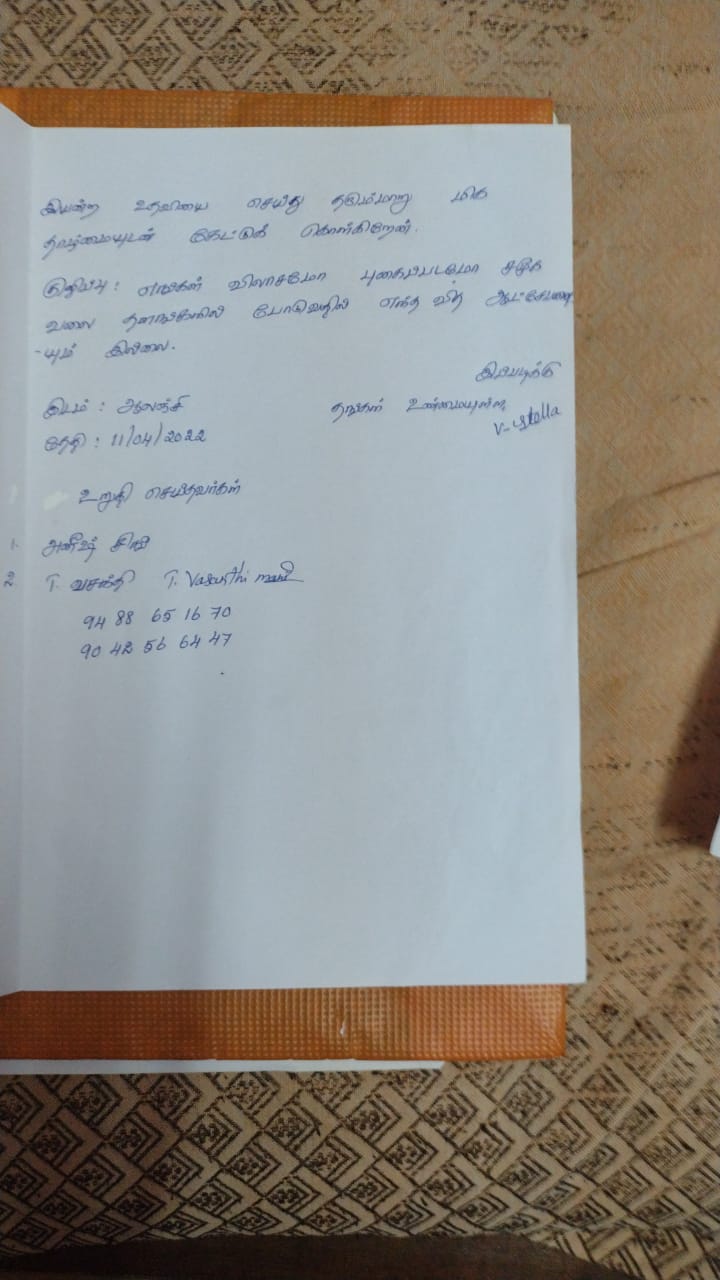 இயன்ற உதவியை செய்து தரும்மாறு மிக
தாழ்மையுடன் கேட்டுக் கொள்கிறேன்.
குறிப்பு : எங்கள் விலாசமோ புகைப்படமோ சமூக
வலை தளங்களில் போடுவதில் எந்த வித ஆட்சேபனை
-யும் இல்லை.
இப்படிக்கு
இடம் : ஆலஞ்சி தங்கள் உண்மையுள்ள
தேதி : 11/04/2022 V. Stella
உறுதி செய்தவர்கள்
1. அனிஷ்
2. T. வசந்தி T. Vasanthi
94 88 65 16 70
90 42 56 64 47